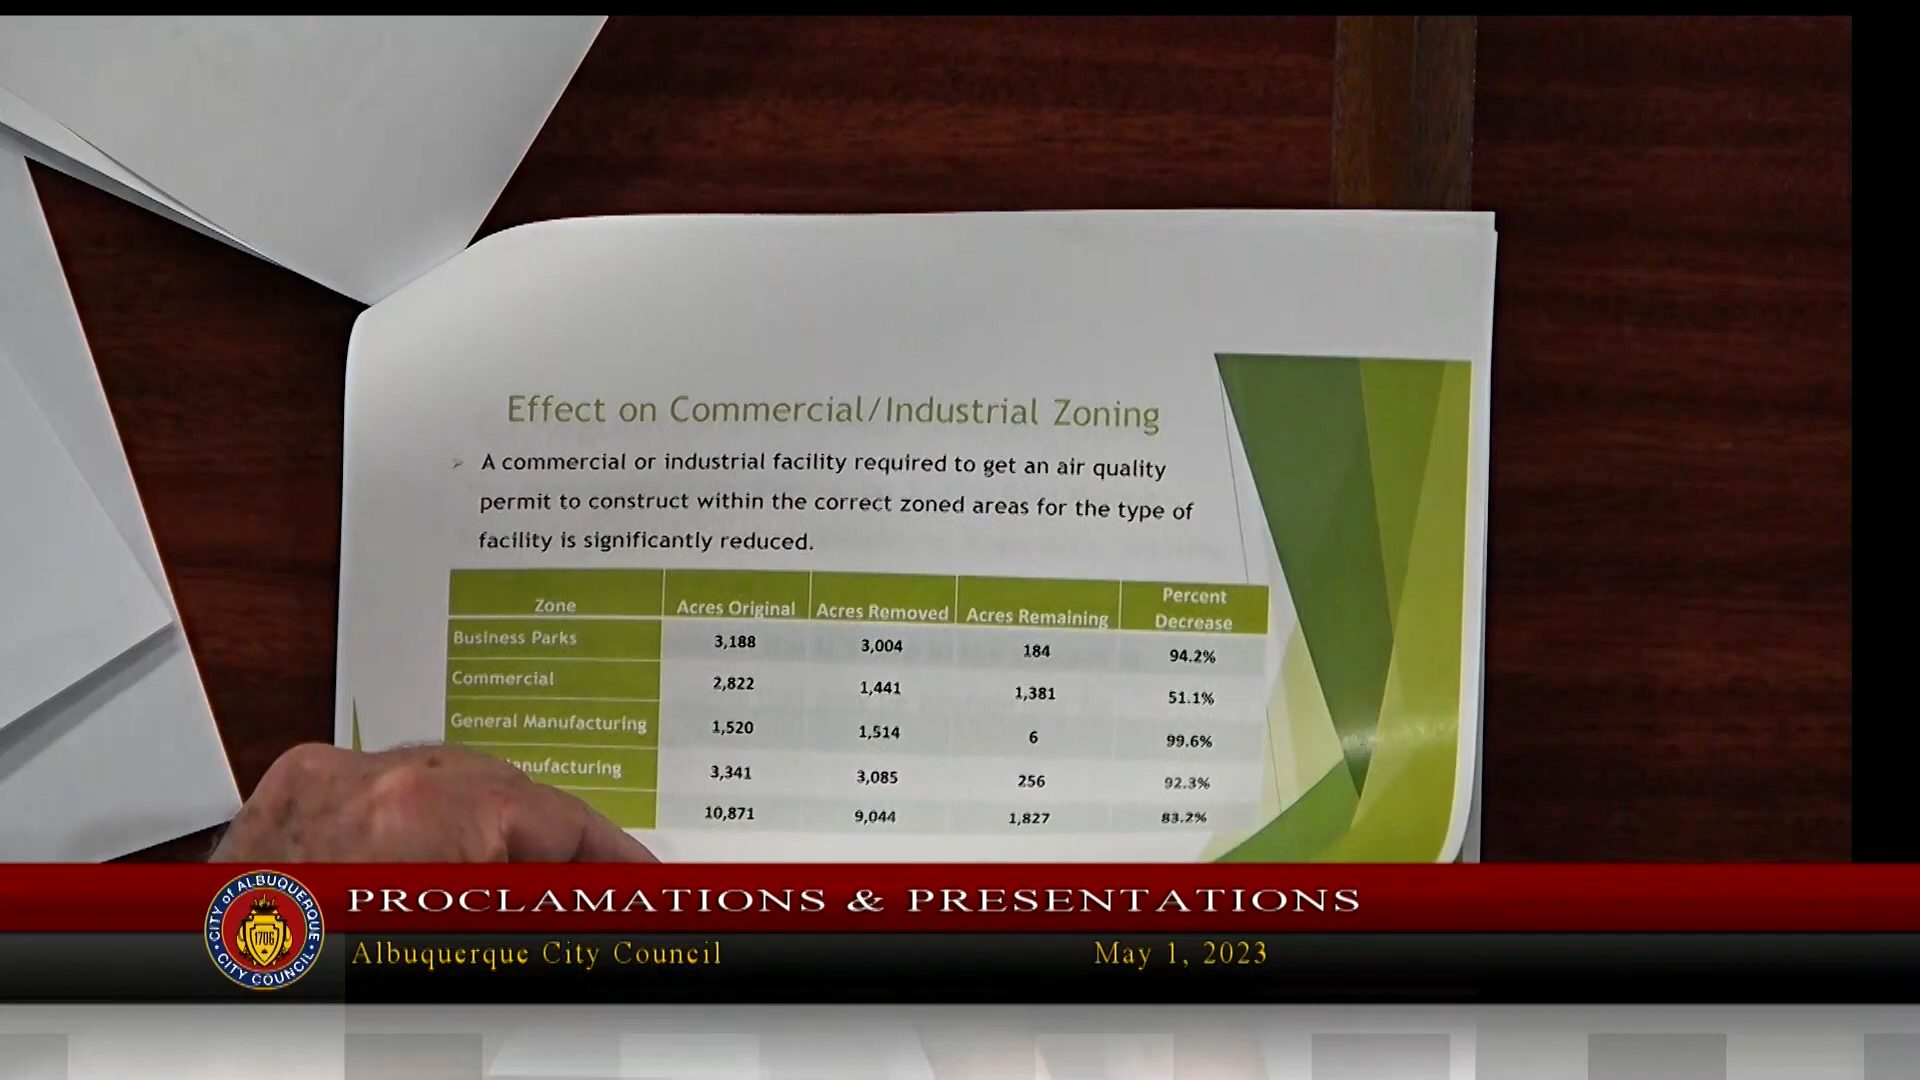 Effect on Commercial/Industrial Zoning
A commercial or industrial facility required to get an air quality
permit to construct within the correct zoned areas for the type of
facility is significantly reduced.
Zone Acres Original Acres Removed Acres Remaining Percent Decrease
Business Parks 3,188 3,004 184 94.2%
Commercial 2,822 1,441 1,381 51.1%
General Manufacturing 1,520 1,514 6 99.6%
3,341 3,085 256 92.3%
10,871 9,044 1,827 83.2%
CITY of ALBUQUERQUE
1706
CITY COUNCIL
PROCLAMATIONS & PRESENTATIONS
Albuquerque City Council May 1, 2023